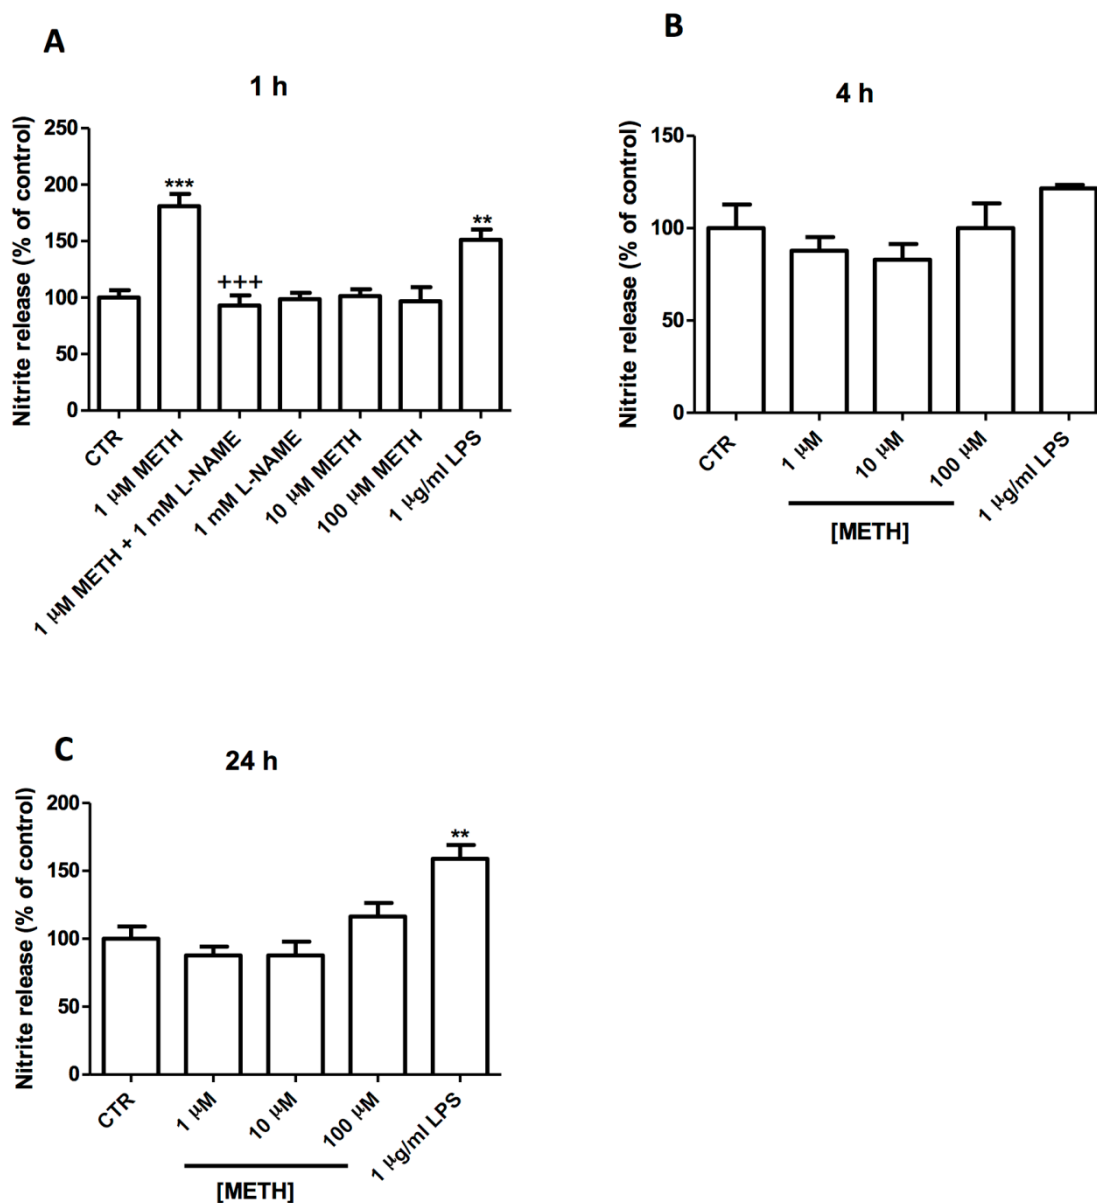 A
1 h
Nitrite release (% of control)
250
200
150
100
50
0
***
+++
**
CTR
1 µM METH
1 µM METH + 1 mM L-NAME
1 mM L-NAME
10 µM METH
100 µM METH
1 µg/ml LPS
B
4 h
Nitrite release (% of control)
150
100
50
0
CTR
1 µM
10 µM
100 µM
1 µg/ml LPS
[METH]
C
24 h
Nitrite release (% of control)
200
150
100
50
0
**
CTR
1 µM
10 µM
100 µM
1 µg/ml LPS
[METH]